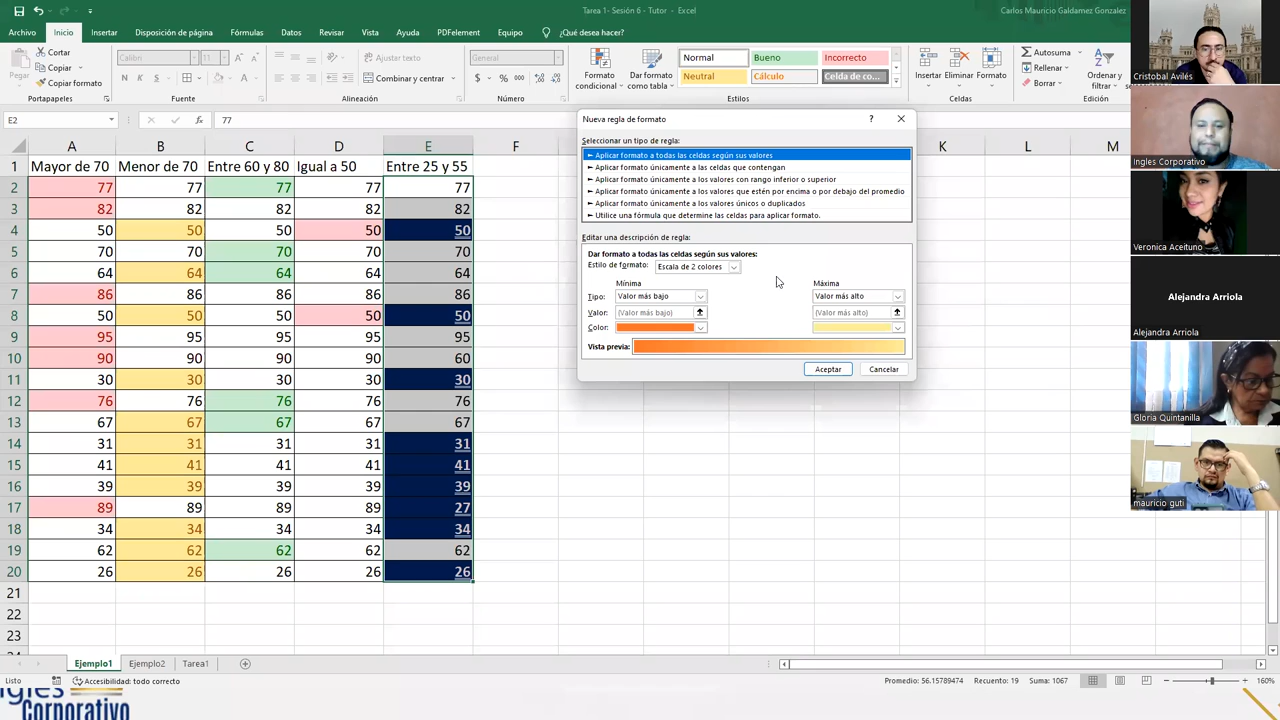 Tarea 1- Sesión 6 - Tutor - Excel
Carlos Mauricio Galdamez Gonzalez
Archivo Inicio Insertar Disposición de página Fórmulas Datos Revisar Vista Ayuda PDFelement Equipo ¿Qué desea hacer?
Pegar
Cortar
Copiar
Copiar formato
Portapapeles
Calibri 11
N K S
Fuente
Ajustar texto
Combinar y centrar
Alineación
$ % 000
Número
Formato condicional
Dar formato como tabla
Normal Bueno Incorrecto
Neutral Cálculo Celda de co...
Estilos
Insertar Eliminar Formato
Celdas
Autosuma
Rellenar
Borrar
Ordenar y
Edición
E2 fx 77
A B C D E F K L M
1 Mayor de 70 Menor de 70 Entre 60 y 80 Igual a 50 Entre 25 y 55
2 77 77 77 77 77
3 82 82 82 82 82
4 50 50 50 50 50
5 70 70 70 70 70
6 64 64 64 64 64
7 86 86 86 86 86
8 50 50 50 50 50
9 95 95 95 95 95
10 90 90 90 90 60
11 30 30 30 30 30
12 76 76 76 76 76
13 67 67 67 67 67
14 31 31 31 31 31
15 41 41 41 41 41
16 39 39 39 39 39
17 89 89 89 89 27
18 34 34 34 34 34
19 62 62 62 62 62
20 26 26 26 26 26
21
22
23
Nueva regla de formato ?
Seleccionar un tipo de regla:
► Aplicar formato a todas las celdas según sus valores
► Aplicar formato únicamente a las celdas que contengan
► Aplicar formato únicamente a los valores con rango inferior o superior
► Aplicar formato únicamente a los valores que estén por encima o por debajo del promedio
► Aplicar formato únicamente a los valores únicos o duplicados
► Utilice una fórmula que determine las celdas para aplicar formato.
Editar una descripción de regla:
Dar formato a todas las celdas según sus valores:
Estilo de formato: Escala de 2 colores
Mínima Máxima
Tipo: Valor más bajo Valor más alto
Valor: (Valor más bajo) (Valor más alto)
Color:
Vista previa:
Aceptar Cancelar
Cristobal Avilés
Ingles Corporativo
Veronica Aceituno
Alejandra Arriola
Alejandra Arriola
Gloria Quintanilla
mauricio guti
Ejemplo1 Ejemplo2 Tarea1
Listo Accesibilidad: todo correcto Promedio: 56.15789474 Recuento: 19 Suma: 1067 160%
Ingles
Corporativo